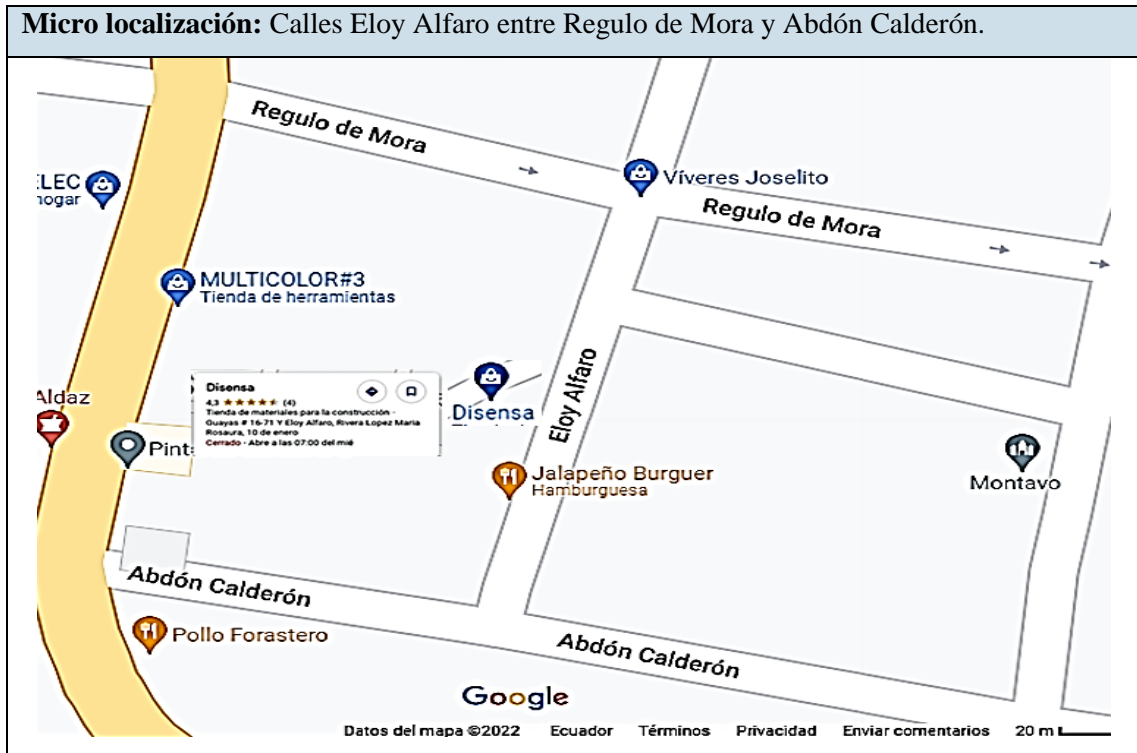 Micro localización: Calles Eloy Alfaro entre Regulo de Mora y Abdón Calderón.
Regulo de Mora
ELEC
hogar
Víveres Joselito
Regulo de Mora
MULTICOLOR#3
Tienda de herramientas
Eloy Alfaro
Disensa
4,3 ★★★★★ (4)
Tienda de materiales para la construcción -
Guayas # 16-71 Y Eloy Alfaro, Rivera Lopez Maria
Rosaura, 10 de enero
Cerrado - Abre a las 07:00 del mié
Disensa
Aldaz
Pint
Jalapeño Burguer
Hamburguesa
Montavo
Abdón Calderón
Pollo Forastero
Abdón Calderón
Google
Datos del mapa ©2022 Ecuador Términos Privacidad Enviar comentarios 20 m